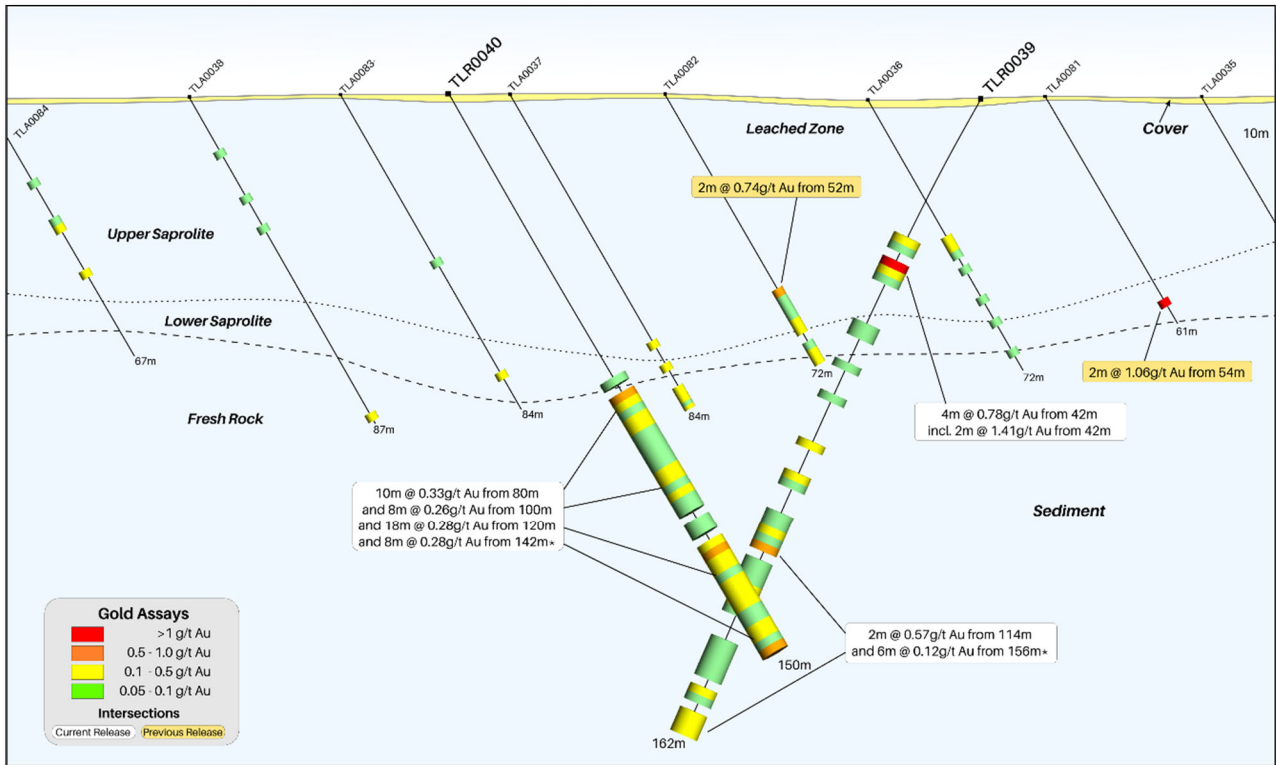 TLA0084
TLA0038
TLA0083
TLR0040
TLA0037
TLA0082
TLA0036
TLR0039
TLA0081
TLA0035
Leached Zone
Cover
10m
2m @ 0.74g/t Au from 52m
Upper Saprolite
Lower Saprolite
67m
61m
72m
72m
2m @ 1.06g/t Au from 54m
Fresh Rock
87m
84m
84m
4m @ 0.78g/t Au from 42m
incl. 2m @ 1.41g/t Au from 42m
10m @ 0.33g/t Au from 80m
and 8m @ 0.26g/t Au from 100m
and 18m @ 0.28g/t Au from 120m
and 8m @ 0.28g/t Au from 142m*
Sediment
Gold Assays
>1 g/t Au
0.5 - 1.0 g/t Au
0.1 - 0.5 g/t Au
0.05 - 0.1 g/t Au
Intersections
Current Release
Previous Release
2m @ 0.57g/t Au from 114m
and 6m @ 0.12g/t Au from 156m*
150m
162m